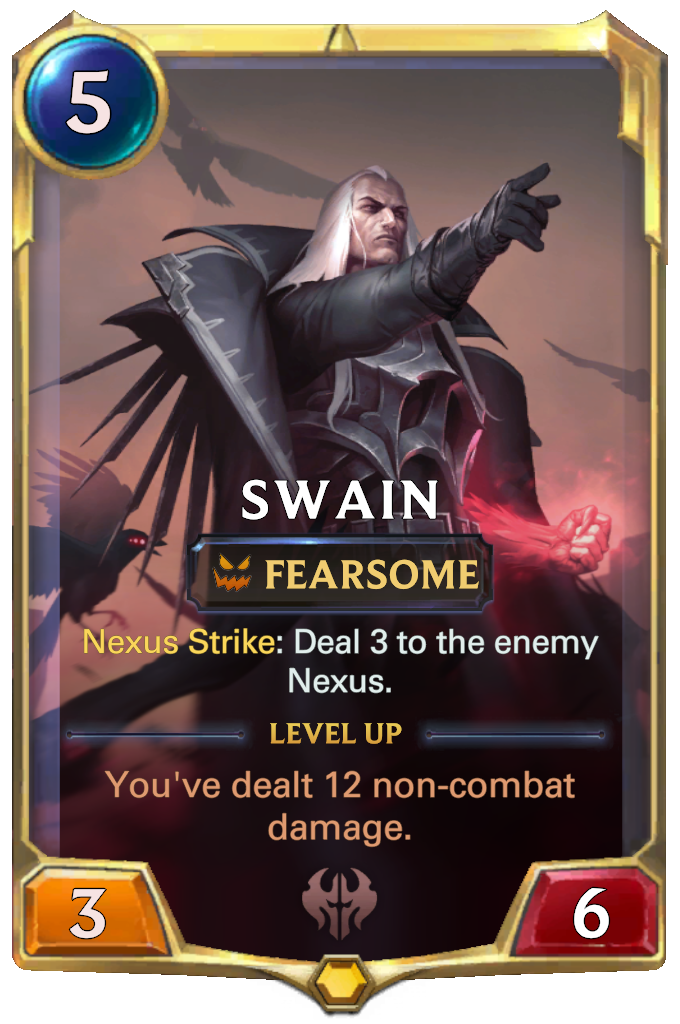 5
SWAIN
FEARSOME
Nexus Strike: Deal 3 to the enemy
Nexus.
LEVEL UP
You've dealt 12 non-combat
damage.
3
6